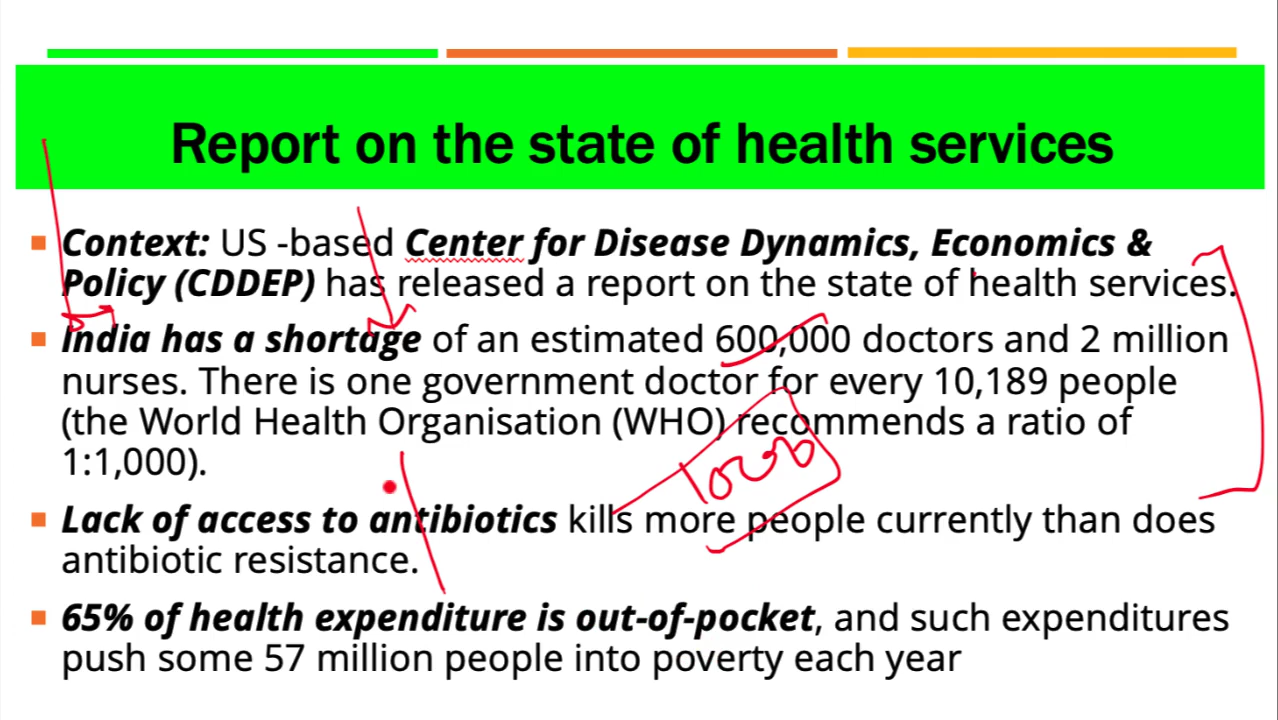 Report on the state of health services
Context: US -based Center for Disease Dynamics, Economics &
Policy (CDDEP) has released a report on the state of health services.
India has a shortage of an estimated 600,000 doctors and 2 million
nurses. There is one government doctor for every 10,189 people
(the World Health Organisation (WHO) recommends a ratio of
1:1,000).
Lack of access to antibiotics kills more people currently than does
antibiotic resistance.
65% of health expenditure is out-of-pocket, and such expenditures
push some 57 million people into poverty each year